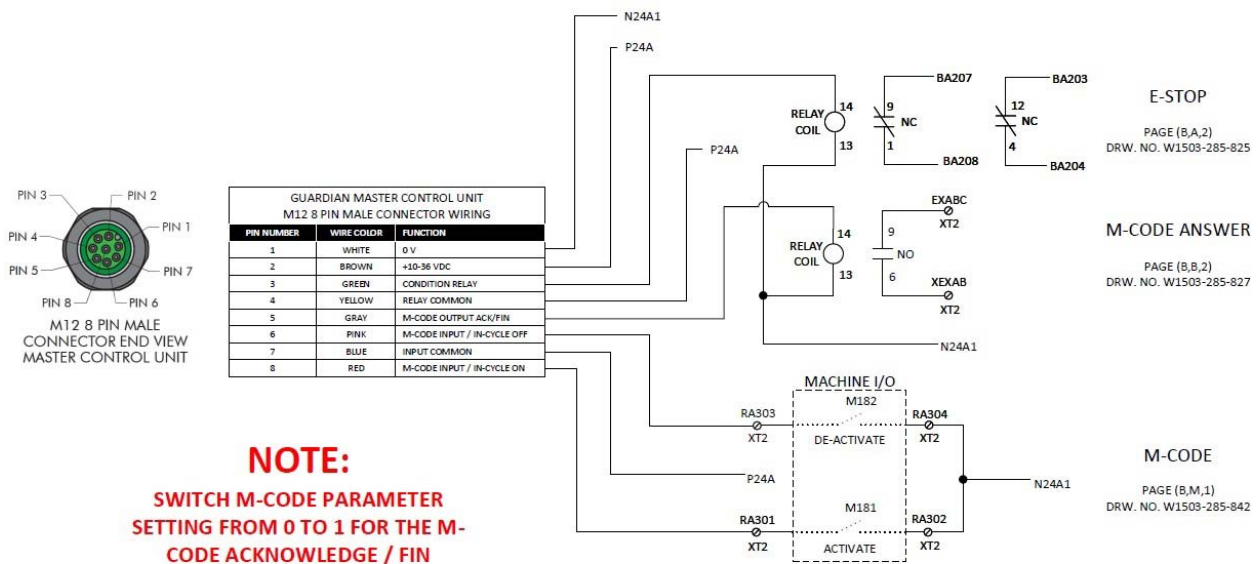 N24A1
P24A
BA207
BA203
E-STOP
14
9
12
RELAY
COIL
NC
NC
PAGE (B,A,2)
DRW. NO. W1503-285-825
13
1
4
P24A
BA208
BA204
PIN 3
PIN 2
PIN 4
PIN 1
PIN 5
PIN 7
PIN 8
PIN 6
M12 8 PIN MALE
CONNECTOR END VIEW
MASTER CONTROL UNIT
GUARDIAN MASTER CONTROL UNIT
M12 8 PIN MALE CONNECTOR WIRING
PIN NUMBER WIRE COLOR FUNCTION
1 WHITE 0 V
2 BROWN +10-36 VDC
3 GREEN CONDITION RELAY
4 YELLOW RELAY COMMON
5 GRAY M-CODE OUTPUT ACK/FIN
6 PINK M-CODE INPUT / IN-CYCLE OFF
7 BLUE INPUT COMMON
8 RED M-CODE INPUT / IN-CYCLE ON
EXABC
XT2
M-CODE ANSWER
14
9
RELAY
COIL
NO
13
6
PAGE (B,B,2)
DRW. NO. W1503-285-827
XEXAB
XT2
N24A1
MACHINE I/O
M182
RA303
RA304
XT2
DE-ACTIVATE
XT2
M-CODE
P24A
N24A1
PAGE (B,M,1)
DRW. NO. W1503-285-842
M181
RA301
RA302
XT2
ACTIVATE
XT2
NOTE:
SWITCH M-CODE PARAMETER
SETTING FROM 0 TO 1 FOR THE M-
CODE ACKNOWLEDGE / FIN